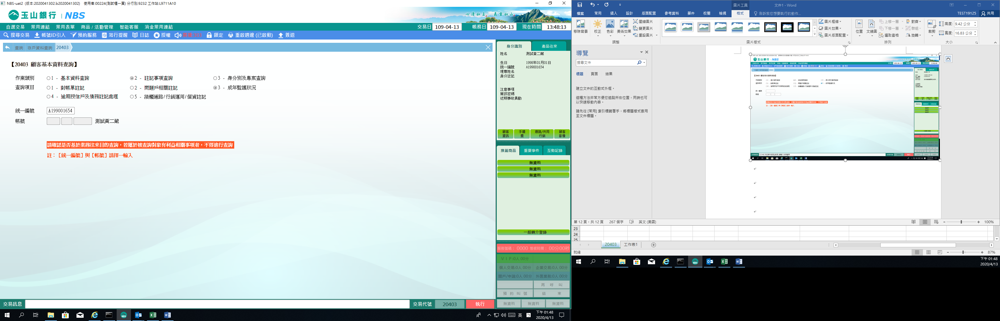 NBS-uat2 (版本:2020041302.b2020041302) 使用者:00224(測試櫃一寅) 分行別:9232 工作站:L9711A10
玉山銀行 | NBS
心清如玉，義重如山。
自選交易 常用連結 常用表單 商品/活動管理 智能客服 消金常用連結
交易日 109-04-13 帳務日 109-04-13 現在時間 13:48:13
搜尋交易 帳號ID引入 預約服務 蒞行提醒 日誌 授權 廣播:303 鎖定 重啟週邊 (已啟動) 簽退
查詢 存戶資料查詢 20403
【20403 顧客基本資料查詢】
作業類別 1 - 基本資料查詢 2 - 註記事項查詢 3 - 身分別及專案查詢
查詢項目 1 - 對帳單註記 2 - 問題戶相關註記 3 - 成年監護狀況
4 - 逾期授信戶及債務註記處理 5 - 接觸通路/行銷運用/個資註記
統一編號 A199001654
帳號 測試黃二藏
請確認是否基於業務往來目的查詢，若屬於被查詢對象有利益相關事項者，不得進行查詢
註：［統一編號］與［帳號］請擇一輸入
身分識別 產品往來
姓名 測試黃二藏
生日 1998年01月01日
統一編號 A199001654
理專姓名
身分註記
注意事項
簡訊密碼
近期事故異動
顧客資訊 手續費 通路/共同行銷 顧客影像
推薦商品 重要事件 互動記錄
無資料
無資料
無資料
一般轉介登錄
服務號碼： 0000 等候時間： 00分00秒
VIP:0人 00分
個人交易:0人 00分 企業交易:0人 00分
開戶/申請:0人 00分 外匯業務:0人 00分
再 呼 叫
預 約 叫 號 結 束
無資料 無資料 無資料
交易訊息 交易代號 20403 執行
英 下午 01:48
2020/4/13
圖片工具 文件1 - Word
檔案 常用 插入 設計 版面配置 參考資料 郵件 校閱 檢視 格式 告訴我您想要執行的動作... TEST19125 共用
移除背景 校正 色彩 美術效果 壓縮圖片 變更圖片 重設圖片
圖片框線 圖片效果 圖片版面配置
位置 文繞圖 上移一層 下移一層 選取窗格 對齊 群組 旋轉
裁剪 高度: 9.42 公分
寬度: 16.83 公分
調整 圖片樣式 排列 大小
導覽
搜尋文件
標題 頁面 結果
建立文件的互動式外框。
這種方法非常方便您追蹤所在位置，同時也可
以快速移動內容。
請先從 [常用] 索引標籤著手，將標題樣式套用
至文件標題。
第 12 頁，共 12 頁 267 個字 英文 (美國) 100%
23
24
25
20403 工作表1
就緒 87%
下午 01:48
2020/4/13